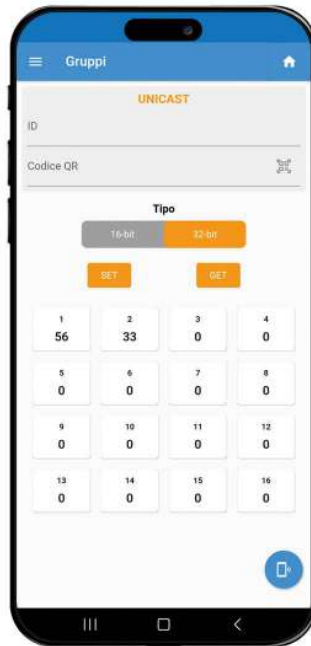 Gruppi
UNICAST
ID
Codice QR
Tipo
16-bit 32-bit
SET GET
1 2 3 4
56 33 0 0
5 6 7 8
0 0 0 0
9 10 11 12
0 0 0 0
13 14 15 16
0 0 0 0